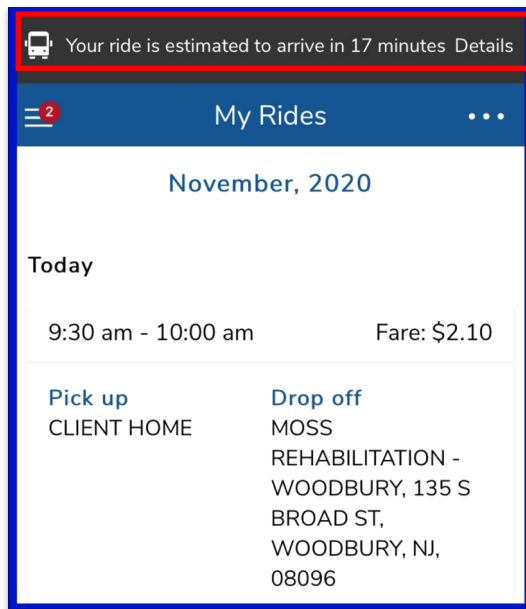 Your ride is estimated to arrive in 17 minutes Details
2
My Rides
November, 2020
Today
9:30 am - 10:00 am Fare: $2.10
Pick up
CLIENT HOME
Drop off
MOSS
REHABILITATION -
WOODBURY, 135 S
BROAD ST,
WOODBURY, NJ,
08096